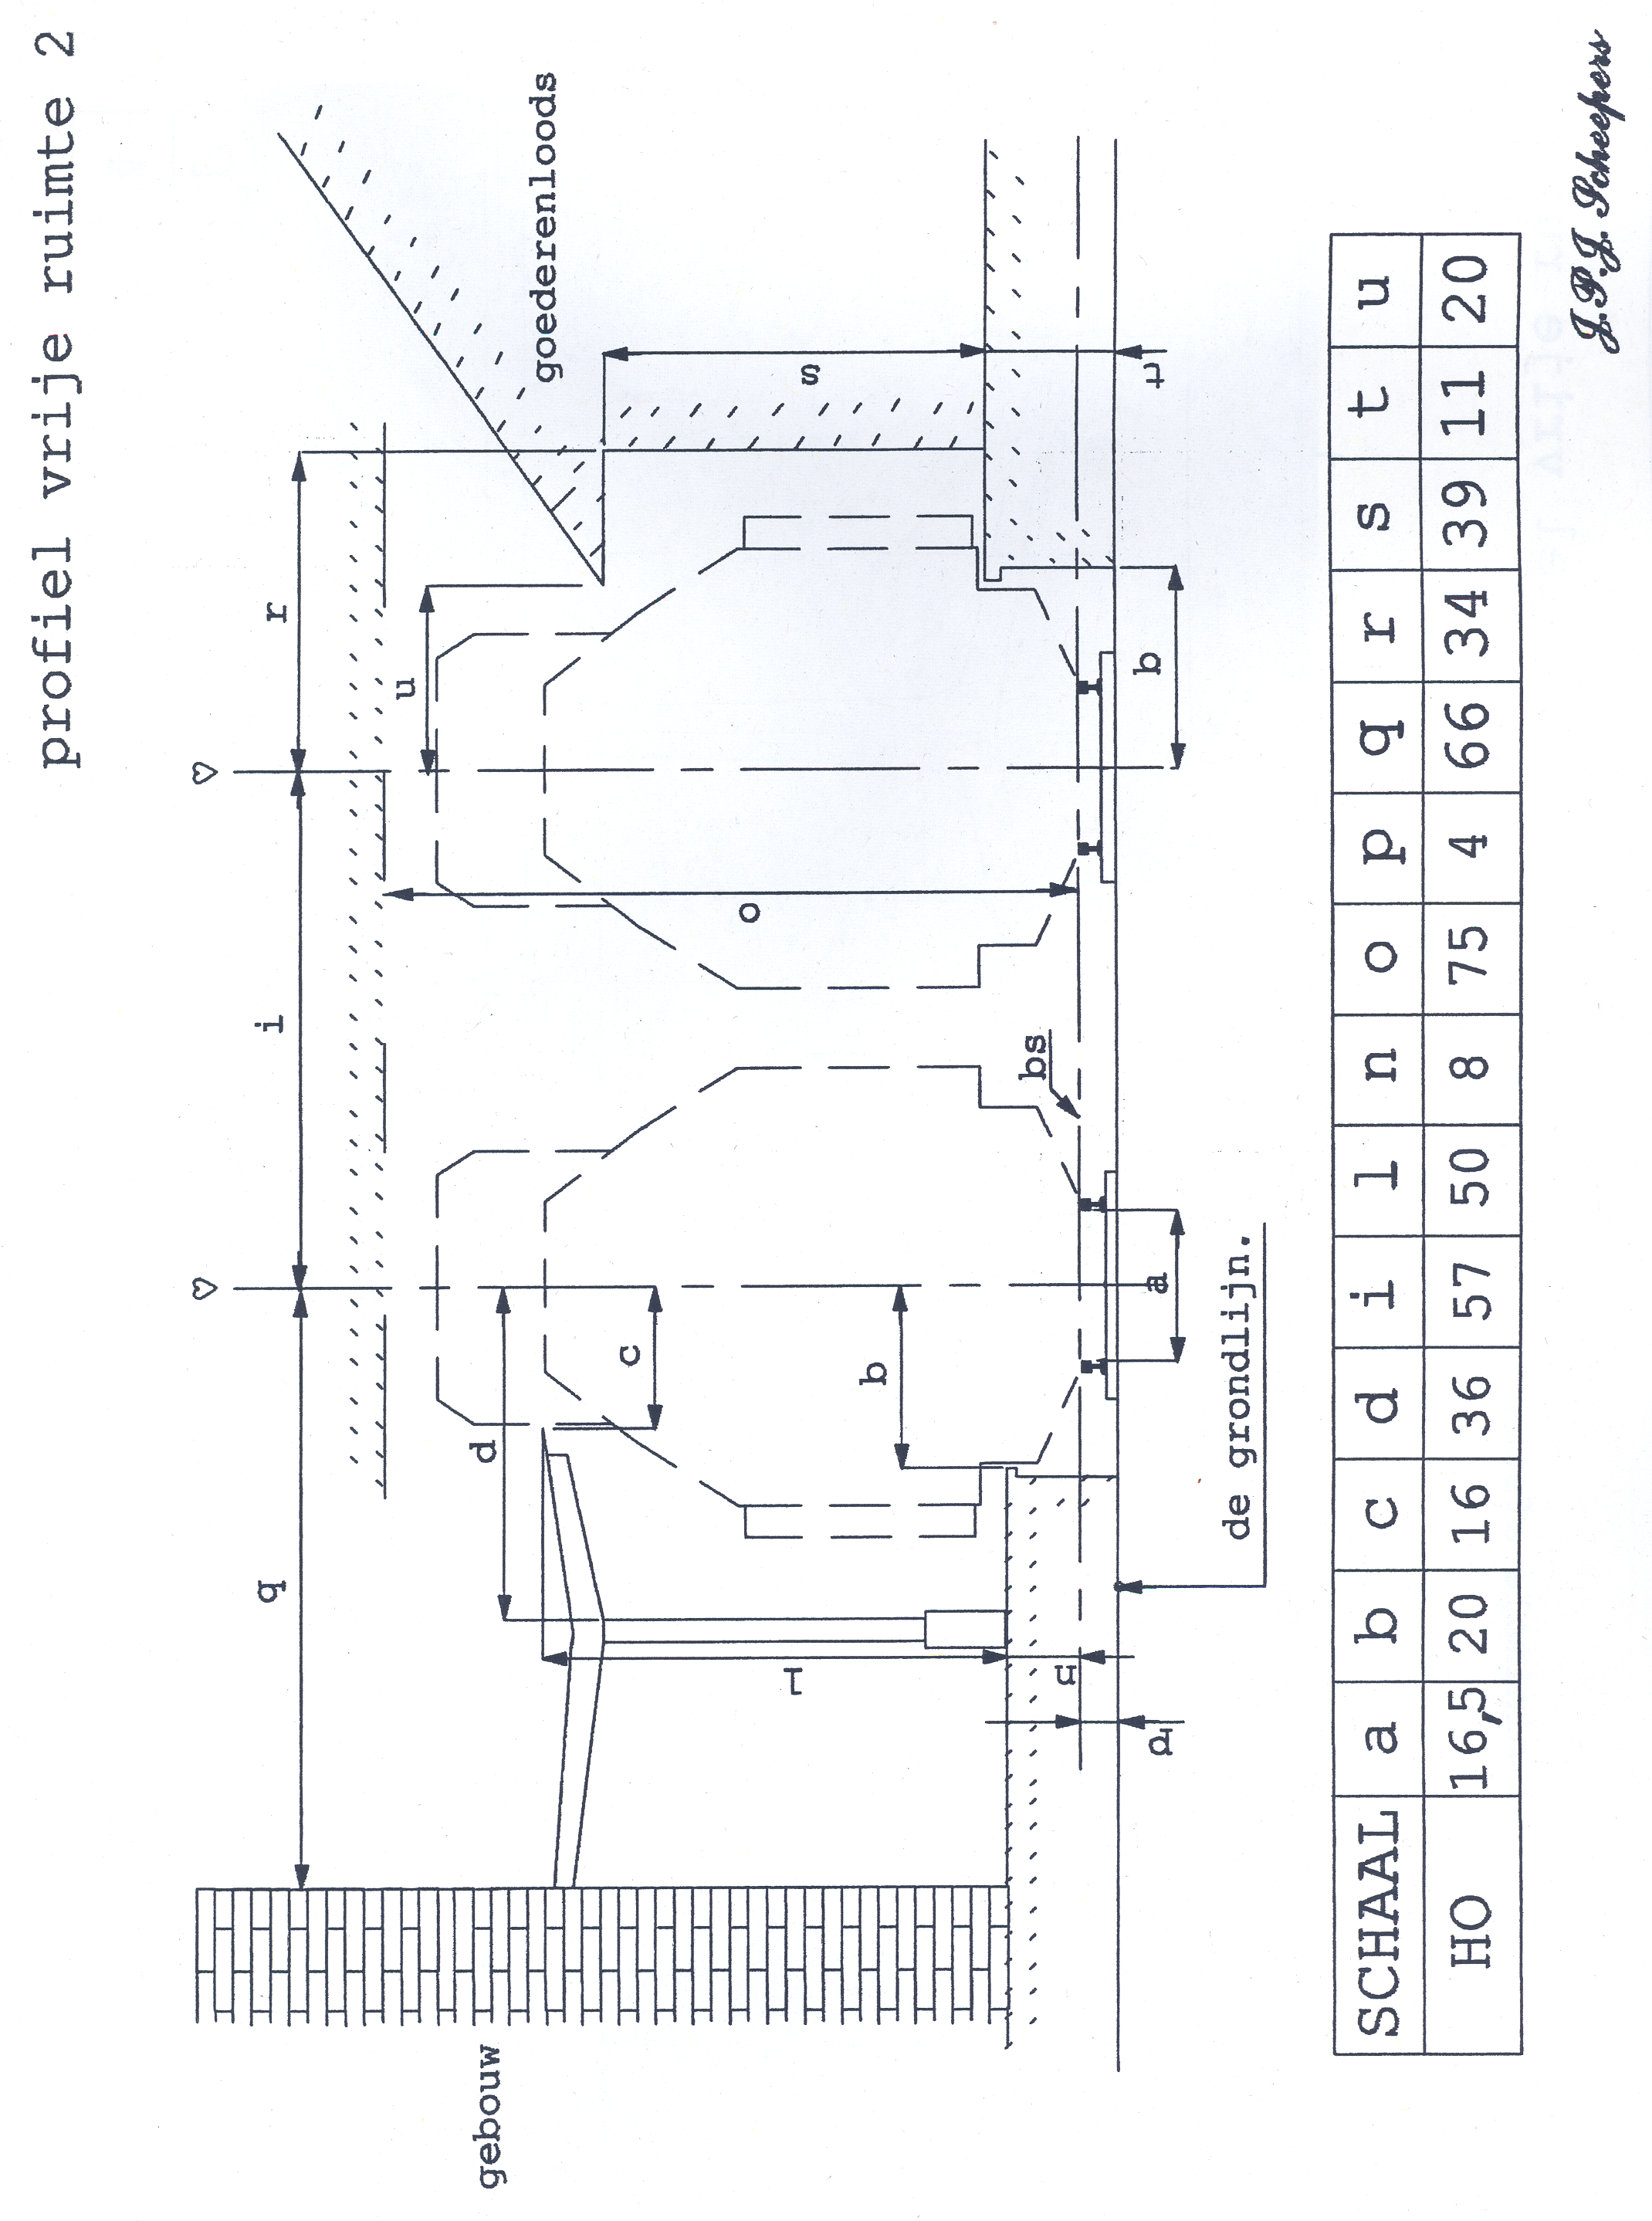 profiel vrije ruimte 2
q
i
r
u
d
c
goederenloods
gebouw
l
b
o
s
bs
n
p
a
b
t
de grondlijn.
SCHAAL a b c d i l n o p q r s t u
HO 16,5 20 16 36 57 50 8 75 4 66 34 39 11 20
J.P.J. Scheepers